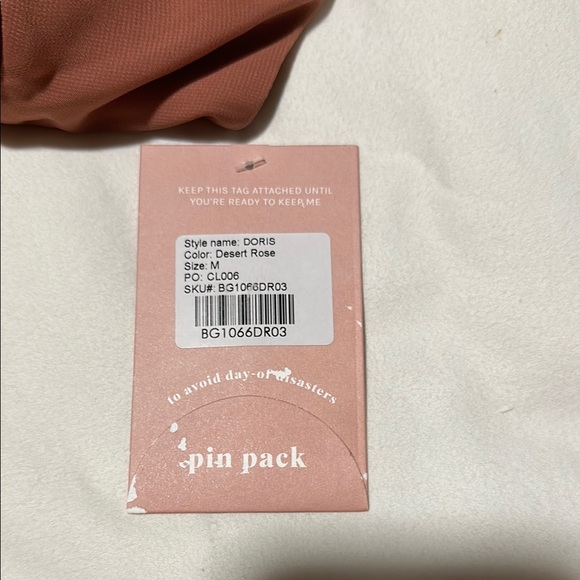 KEEP THIS TAG ATTACHED UNTIL
YOU'RE READY TO KEEP ME
Style name: DORIS
Color: Desert Rose
Size: M
PO: CL006
SKU#: BG1066DR03
BG1066DR03
to avoid day-of disasters
pin pack